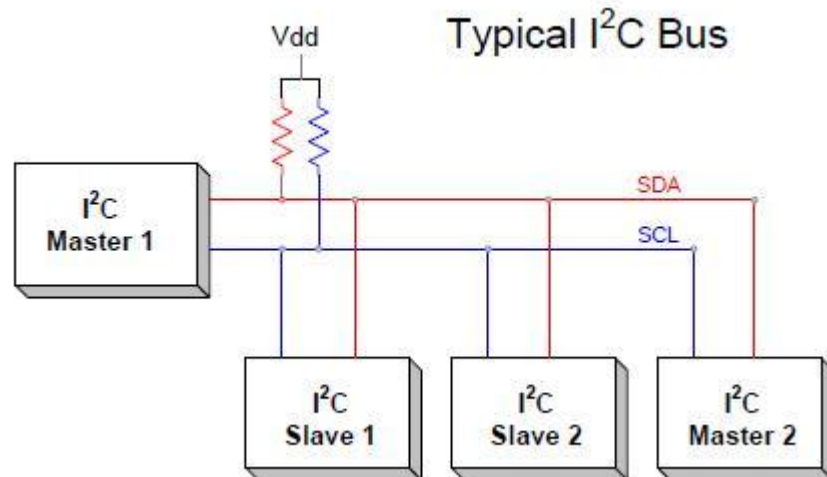 Typical I²C Bus
Vdd
SDA
SCL
I²C
Master 1
I²C
Slave 1
I²C
Slave 2
I²C
Master 2